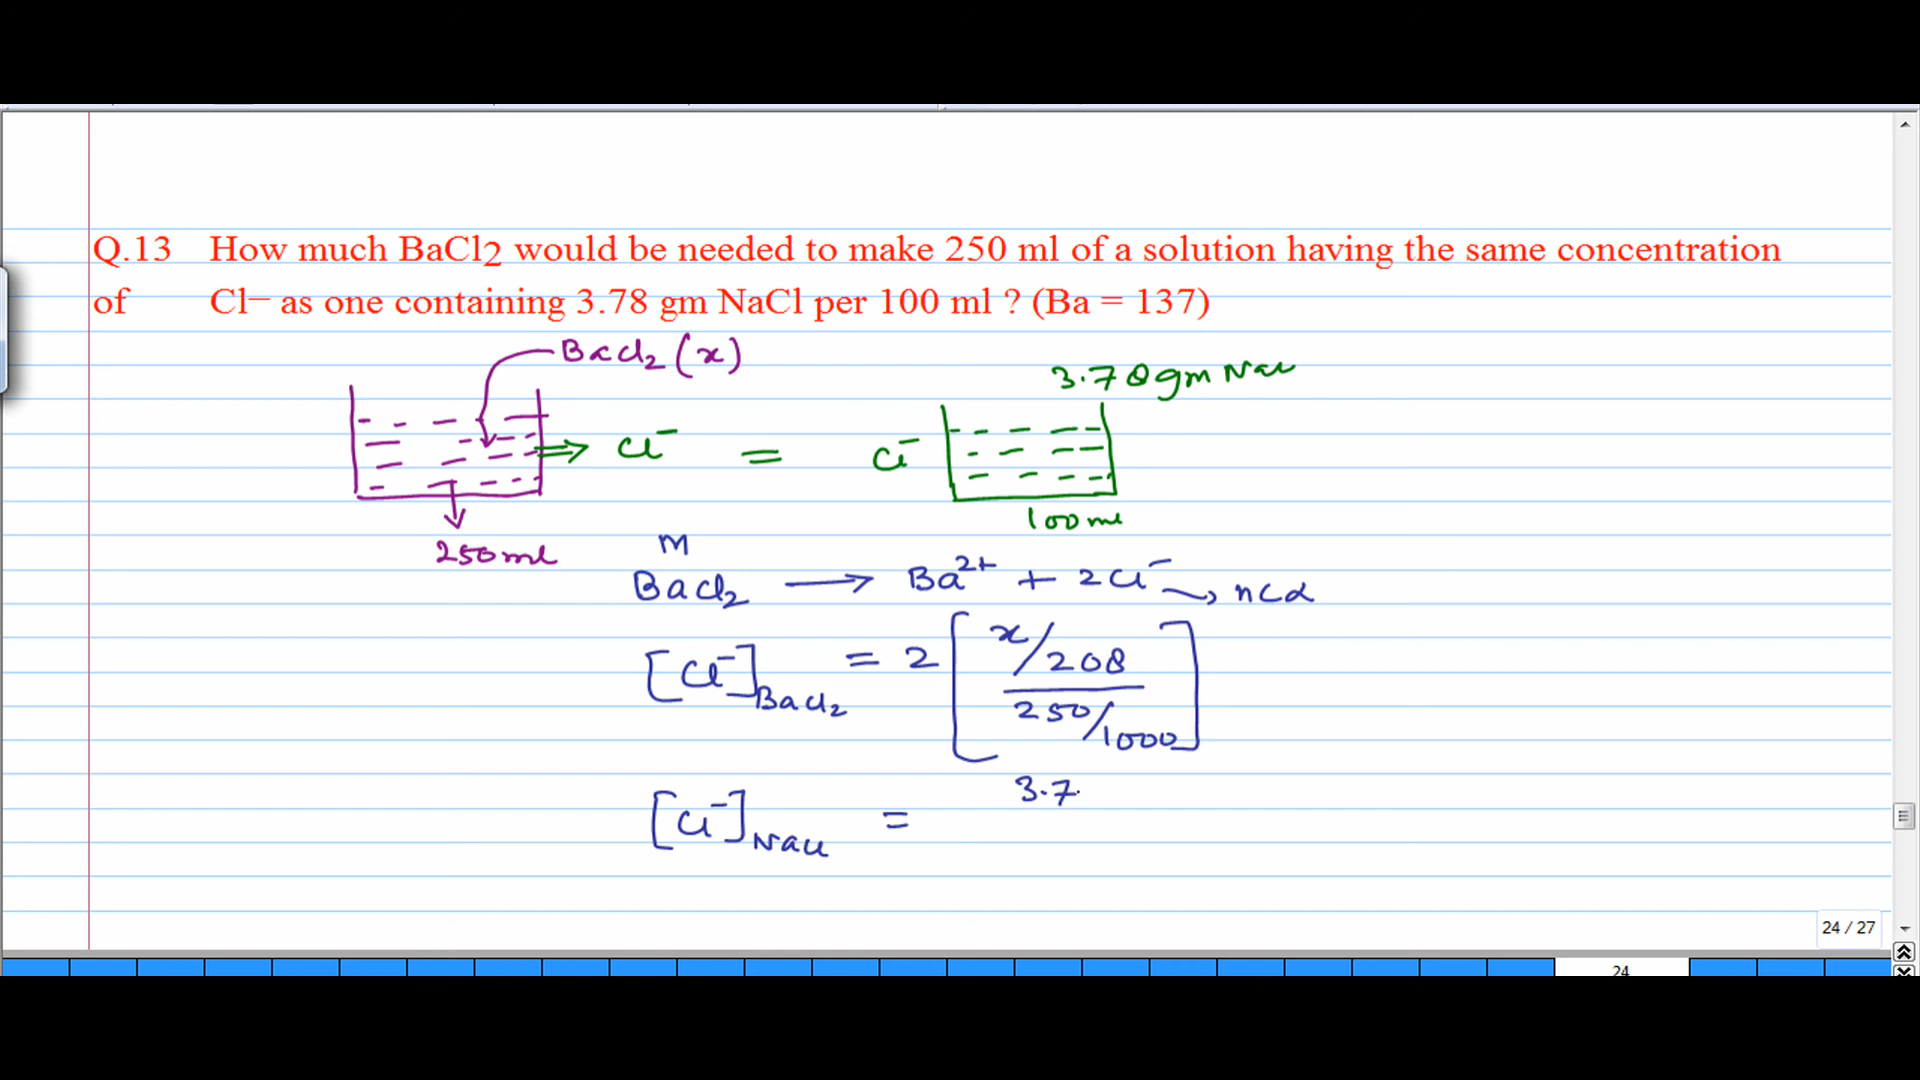 Q.13 How much BaCl2 would be needed to make 250 ml of a solution having the same concentration
of Cl− as one containing 3.78 gm NaCl per 100 ml ? (Ba = 137)
BaCl2 (x)
3.78 gm NaCl
⇒ Cl⁻ = Cl⁻
100 ml
250 ml
M
BaCl2 → Ba²⁺ + 2Cl⁻ → nCα
[Cl⁻]BaCl2 = 2 [ x/208
250/1000 ]
3.7
[Cl⁻]NaCl =
24 / 27
24